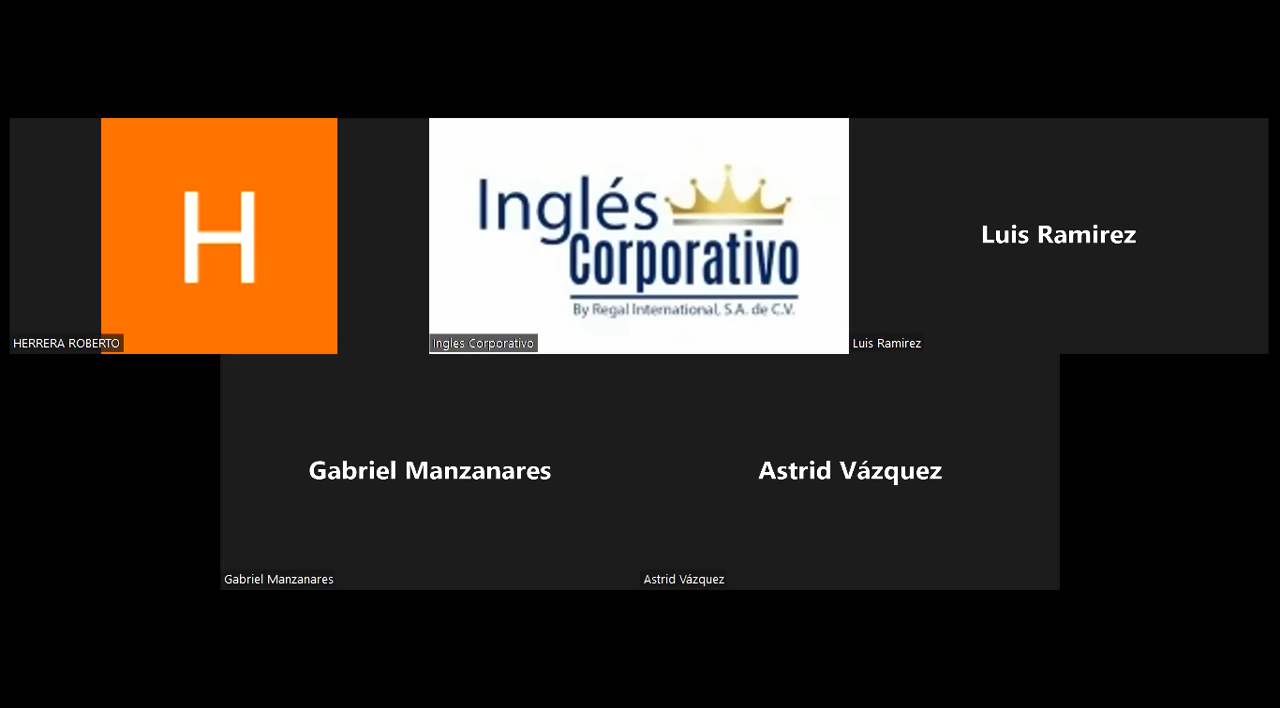 H
HERRERA ROBERTO
Inglés
Corporativo
By Regal International, S.A. de C.V.
Ingles Corporativo
Luis Ramirez
Luis Ramirez
Gabriel Manzanares
Gabriel Manzanares
Astrid Vázquez
Astrid Vázquez